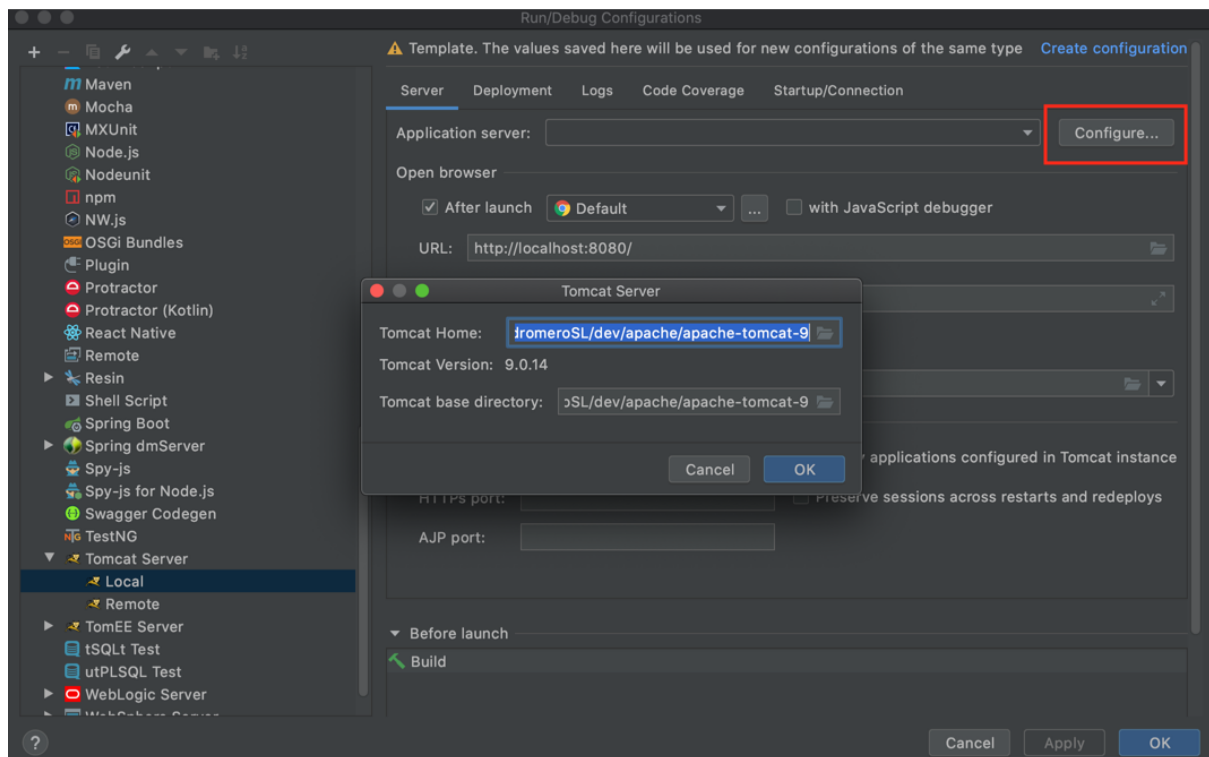 Run/Debug Configurations
Template. The values saved here will be used for new configurations of the same type Create configuration
Maven
Mocha
MXUnit
Node.js
Nodeunit
npm
NW.js
OSGi Bundles
Plugin
Protractor
Protractor (Kotlin)
React Native
Remote
Resin
Shell Script
Spring Boot
Spring dmServer
Spy-js
Spy-js for Node.js
Swagger Codegen
TestNG
Tomcat Server
Local
Remote
TomEE Server
tSQLt Test
utPLSQL Test
WebLogic Server
WebSphere Server
Server Deployment Logs Code Coverage Startup/Connection
Application server: Configure...
Open browser
After launch Default ... with JavaScript debugger
URL: http://localhost:8080/
Tomcat Server
Tomcat Home: dromeroSL/dev/apache/apache-tomcat-9
Tomcat Version: 9.0.14
Tomcat base directory: oSL/dev/apache/apache-tomcat-9
Cancel OK
applications configured in Tomcat instance
HTTPs port: Preserve sessions across restarts and redeploys
AJP port:
Before launch
Build
? Cancel Apply OK